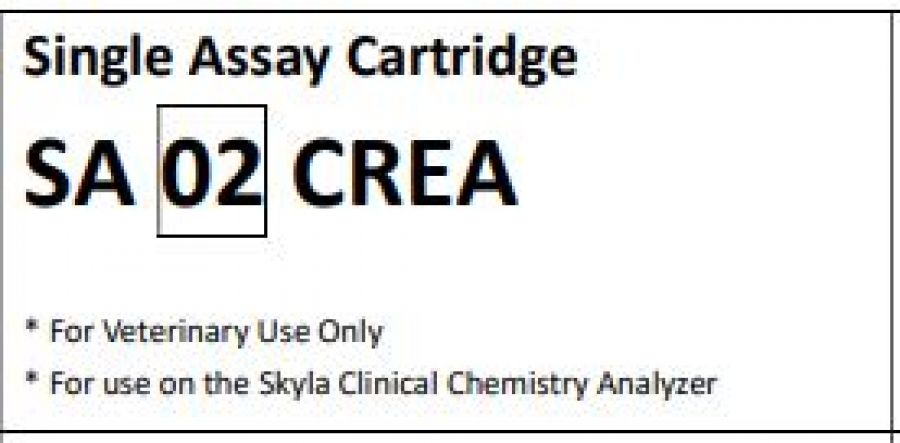 Single Assay Cartridge
SA 02 CREA
* For Veterinary Use Only
* For use on the Skyla Clinical Chemistry Analyzer